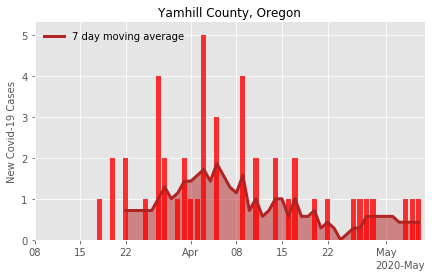 Yamhill County, Oregon
7 day moving average
New Covid-19 Cases
5
4
3
2
1
0
08 15 22 Apr 08 15 22 May
2020-May